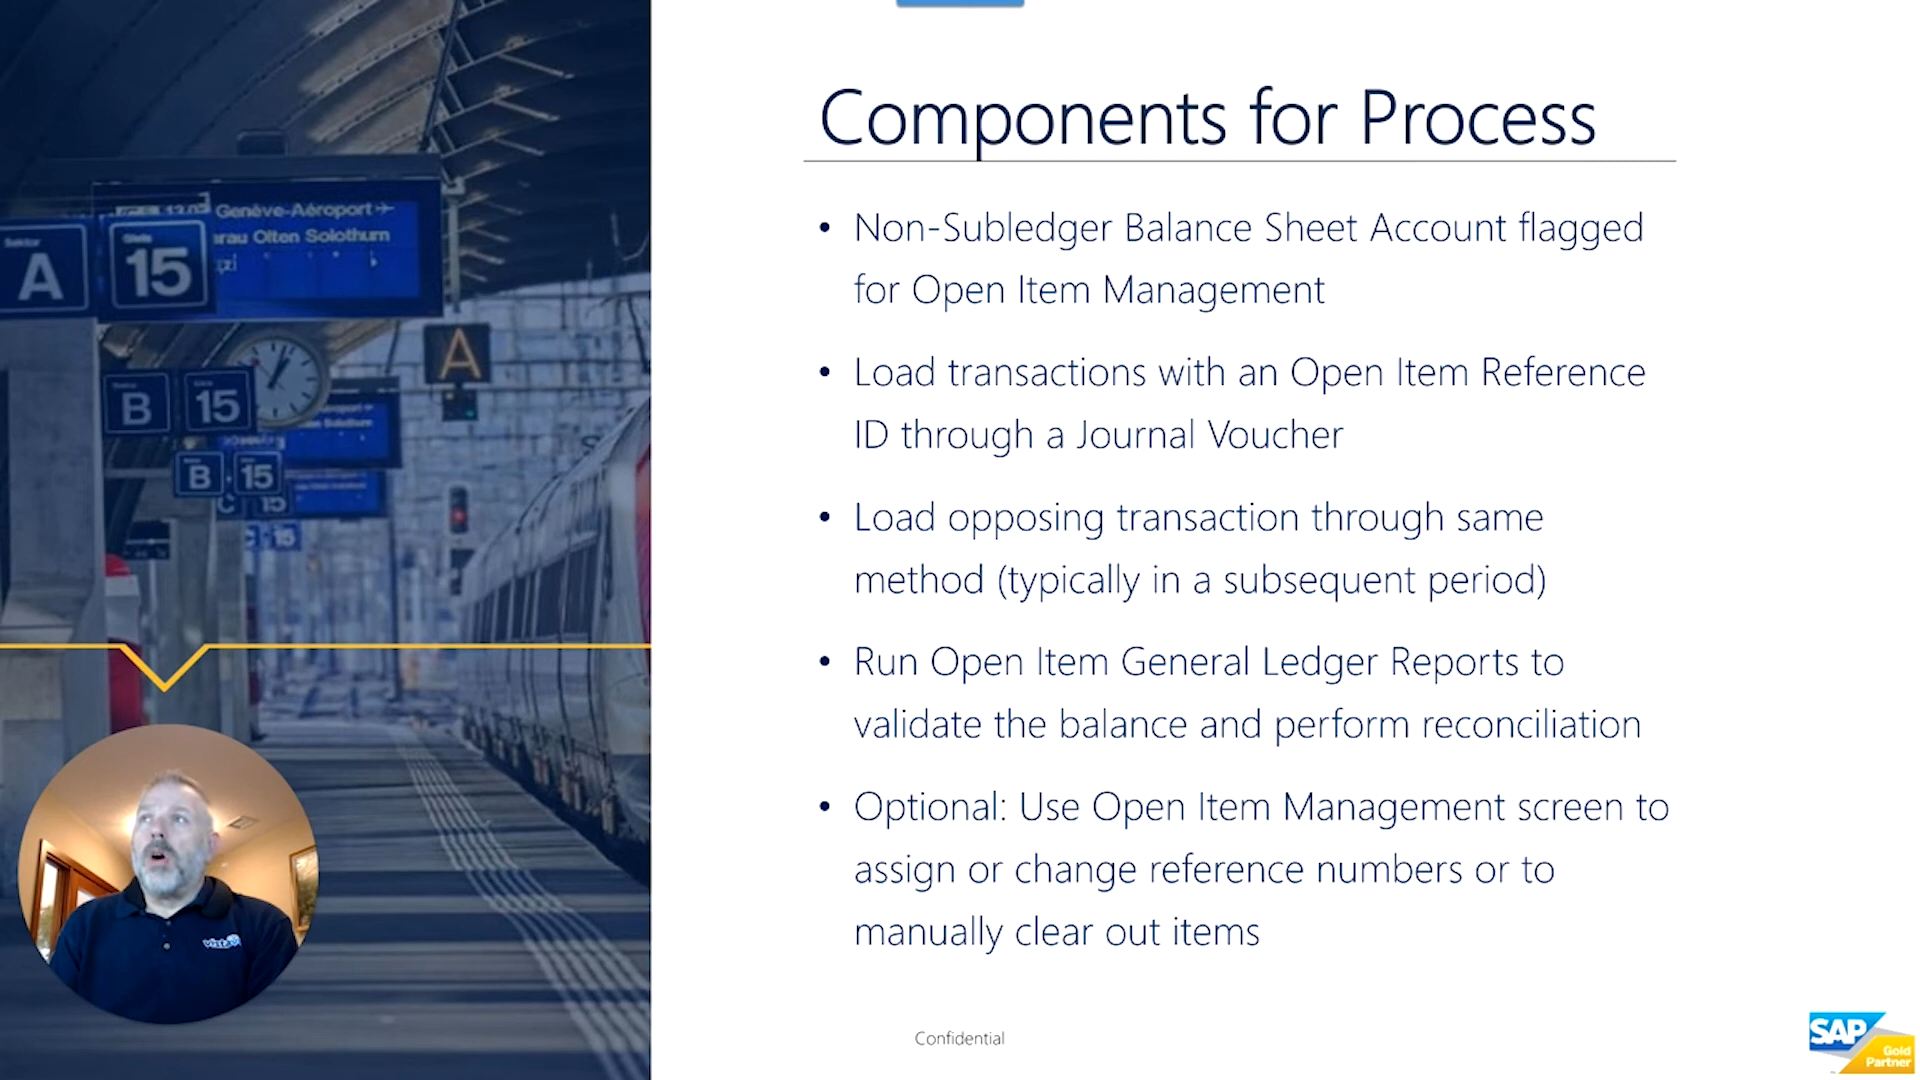 Components for Process
• Non-Subledger Balance Sheet Account flagged
for Open Item Management
• Load transactions with an Open Item Reference
ID through a Journal Voucher
• Load opposing transaction through same
method (typically in a subsequent period)
• Run Open Item General Ledger Reports to
validate the balance and perform reconciliation
• Optional: Use Open Item Management screen to
assign or change reference numbers or to
manually clear out items
Confidential
SAP
Gold
Partner
Genève-Aéroport
Olten Solothurn
Sektor
A
Gleis
15
A
B
15
B
15
C
15
15